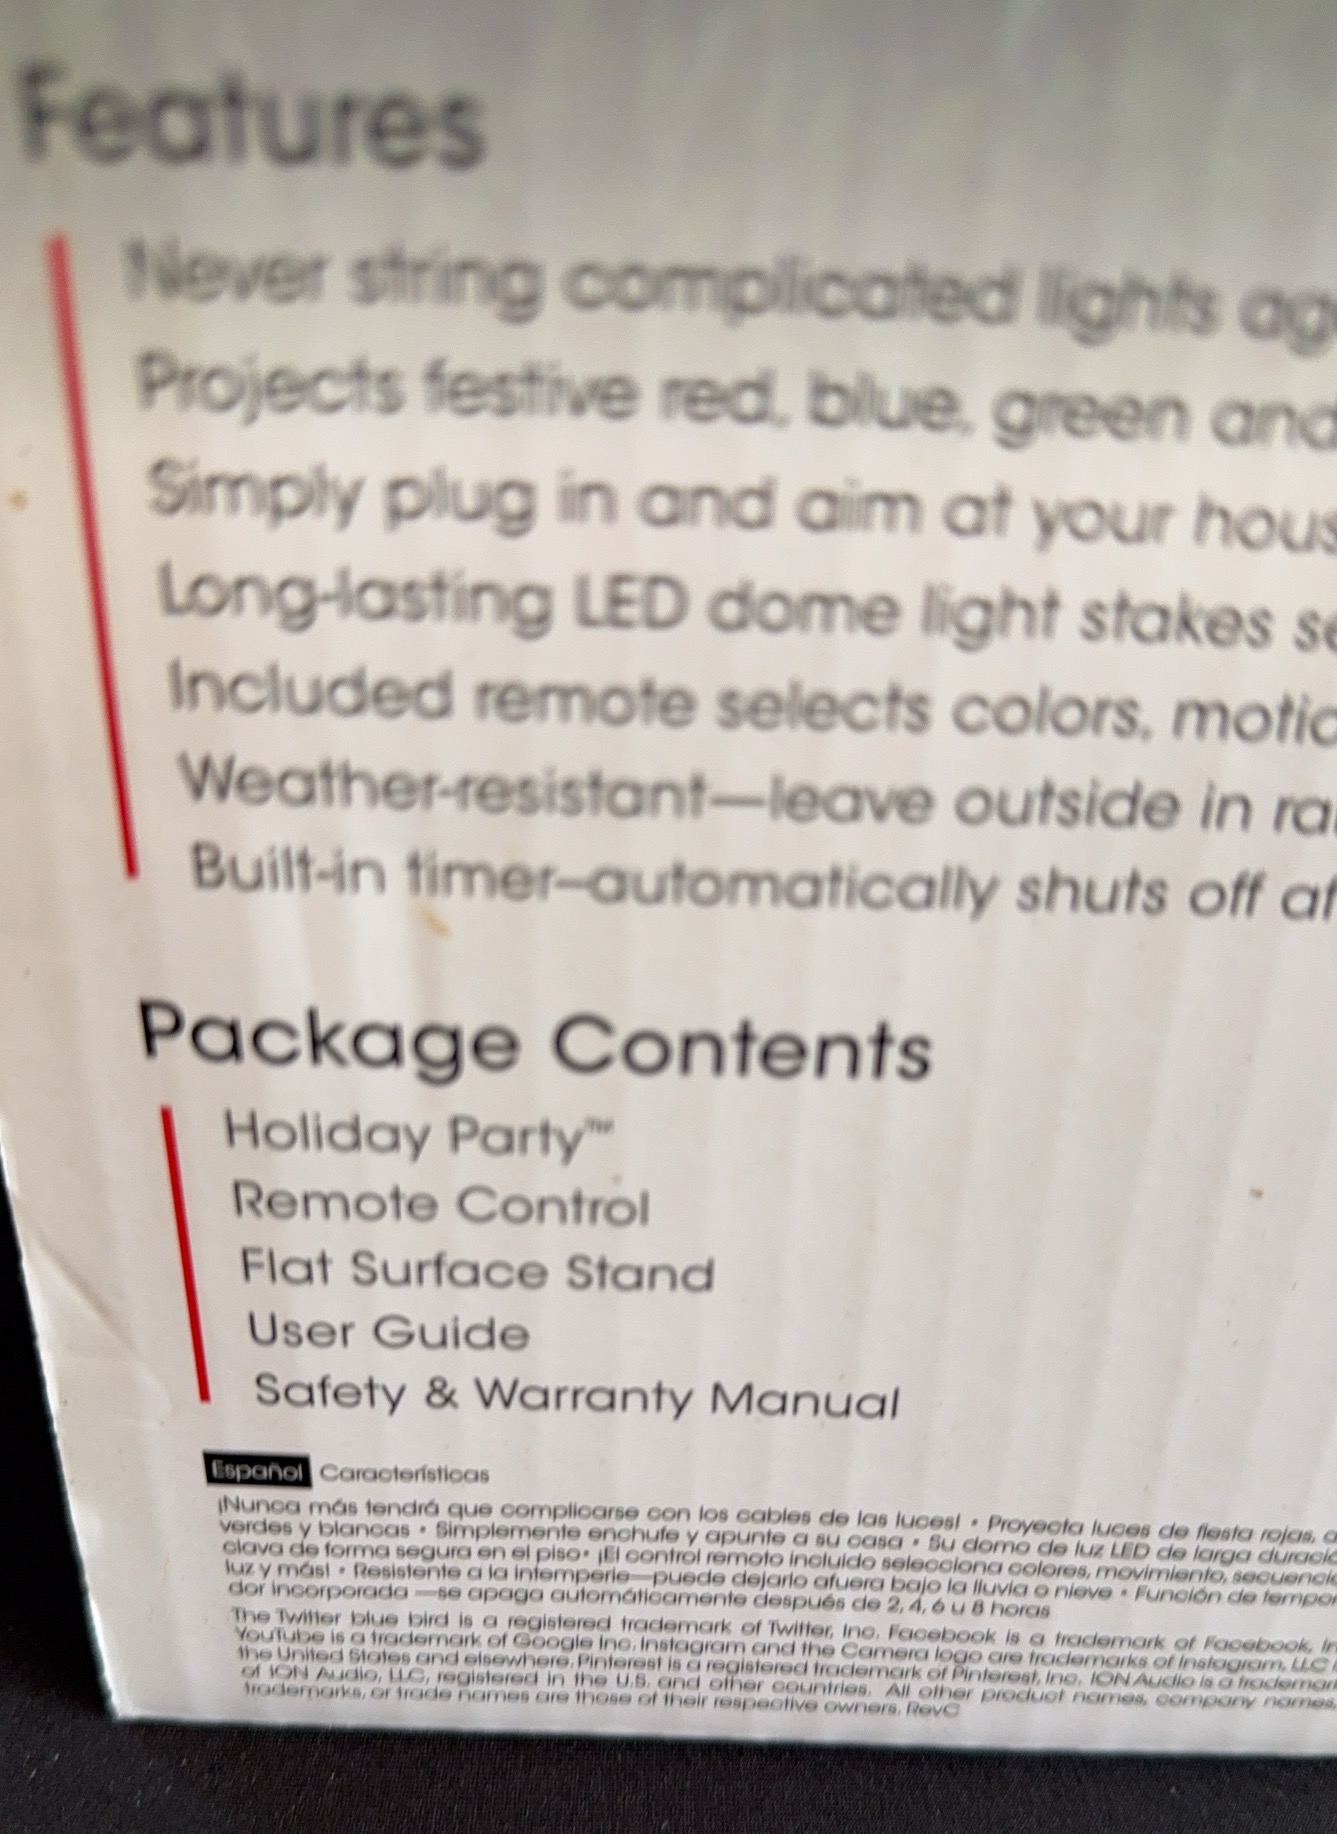 Features
Never string complicated lights ag
Projects festive red, blue, green and
Simply plug in and aim at your hous
Long-lasting LED dome light stakes se
Included remote selects colors, motio
Weather-resistant—leave outside in rai
Built-in timer–automatically shuts off af
Package Contents
Holiday Party™
Remote Control
Flat Surface Stand
User Guide
Safety & Warranty Manual
Español Características
¡Nunca más tendrá que complicarse con los cables de las luces! • Proyecta luces de fiesta rojas, a
verdes y blancas • Simplemente enchufe y apunte a su casa • Su domo de luz LED de larga duració
clava de forma segura en el piso• ¡El control remoto incluido selecciona colores, movimiento, secuencia
luz y más! • Resistente a la intemperie—puede dejarlo afuera bajo la lluvia o nieve • Función de tempor
dor incorporada —se apaga automáticamente después de 2, 4, 6 u 8 horas
The Twitter blue bird is a registered trademark of Twitter, Inc. Facebook is a trademark of Facebook, In
YouTube is a trademark of Google Inc. Instagram and the Camera logo are trademarks of Instagram, LLC i
the United States and elsewhere. Pinterest is a registered trademark of Pinterest, Inc. ION Audio is a trademar
of ION Audio, LLC, registered in the U.S. and other countries. All other product names, company names,
trademarks, or trade names are those of their respective owners. RevC